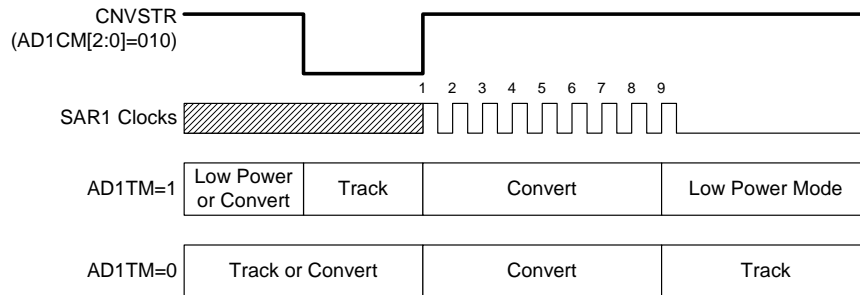 CNVSTR
(AD1CM[2:0]=010)
1 2 3 4 5 6 7 8 9
SAR1 Clocks
AD1TM=1
Low Power
or Convert
Track
Convert
Low Power Mode
AD1TM=0
Track or Convert
Convert
Track